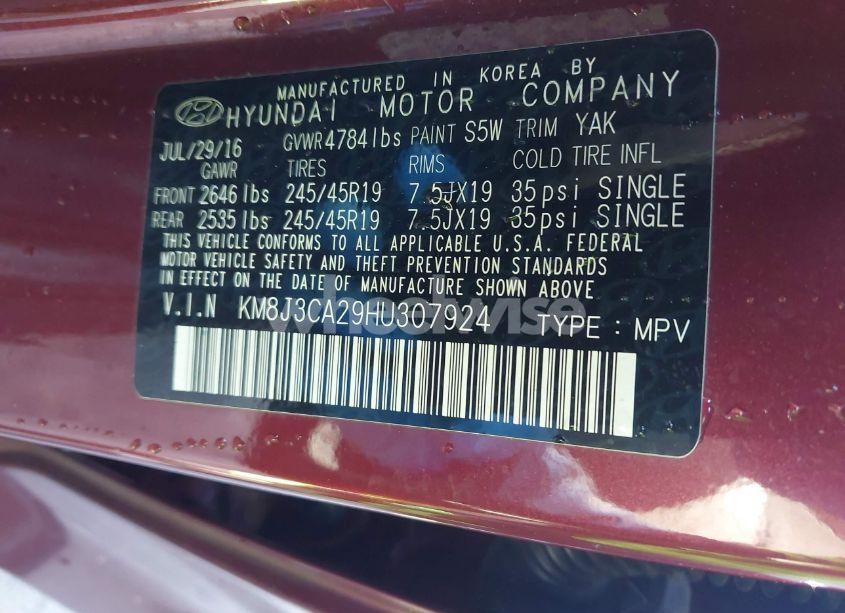 MANUFACTURED IN KOREA BY
HYUNDAI MOTOR COMPANY
JUL/29/16 GVWR4784lbs PAINT S5W TRIM YAK
GAWR TIRES RIMS COLD TIRE INFL
FRONT 2646 lbs 245/45R19 7.5JX19 35psi SINGLE
REAR 2535 lbs 245/45R19 7.5JX19 35psi SINGLE
THIS VEHICLE CONFORMS TO ALL APPLICABLE U.S.A. FEDERAL
MOTOR VEHICLE SAFETY AND THEFT PREVENTION STANDARDS
IN EFFECT ON THE DATE OF MANUFACTURE SHOWN ABOVE
V.I.N KM8J3CA29HU307924 TYPE : MPV
wheelwise